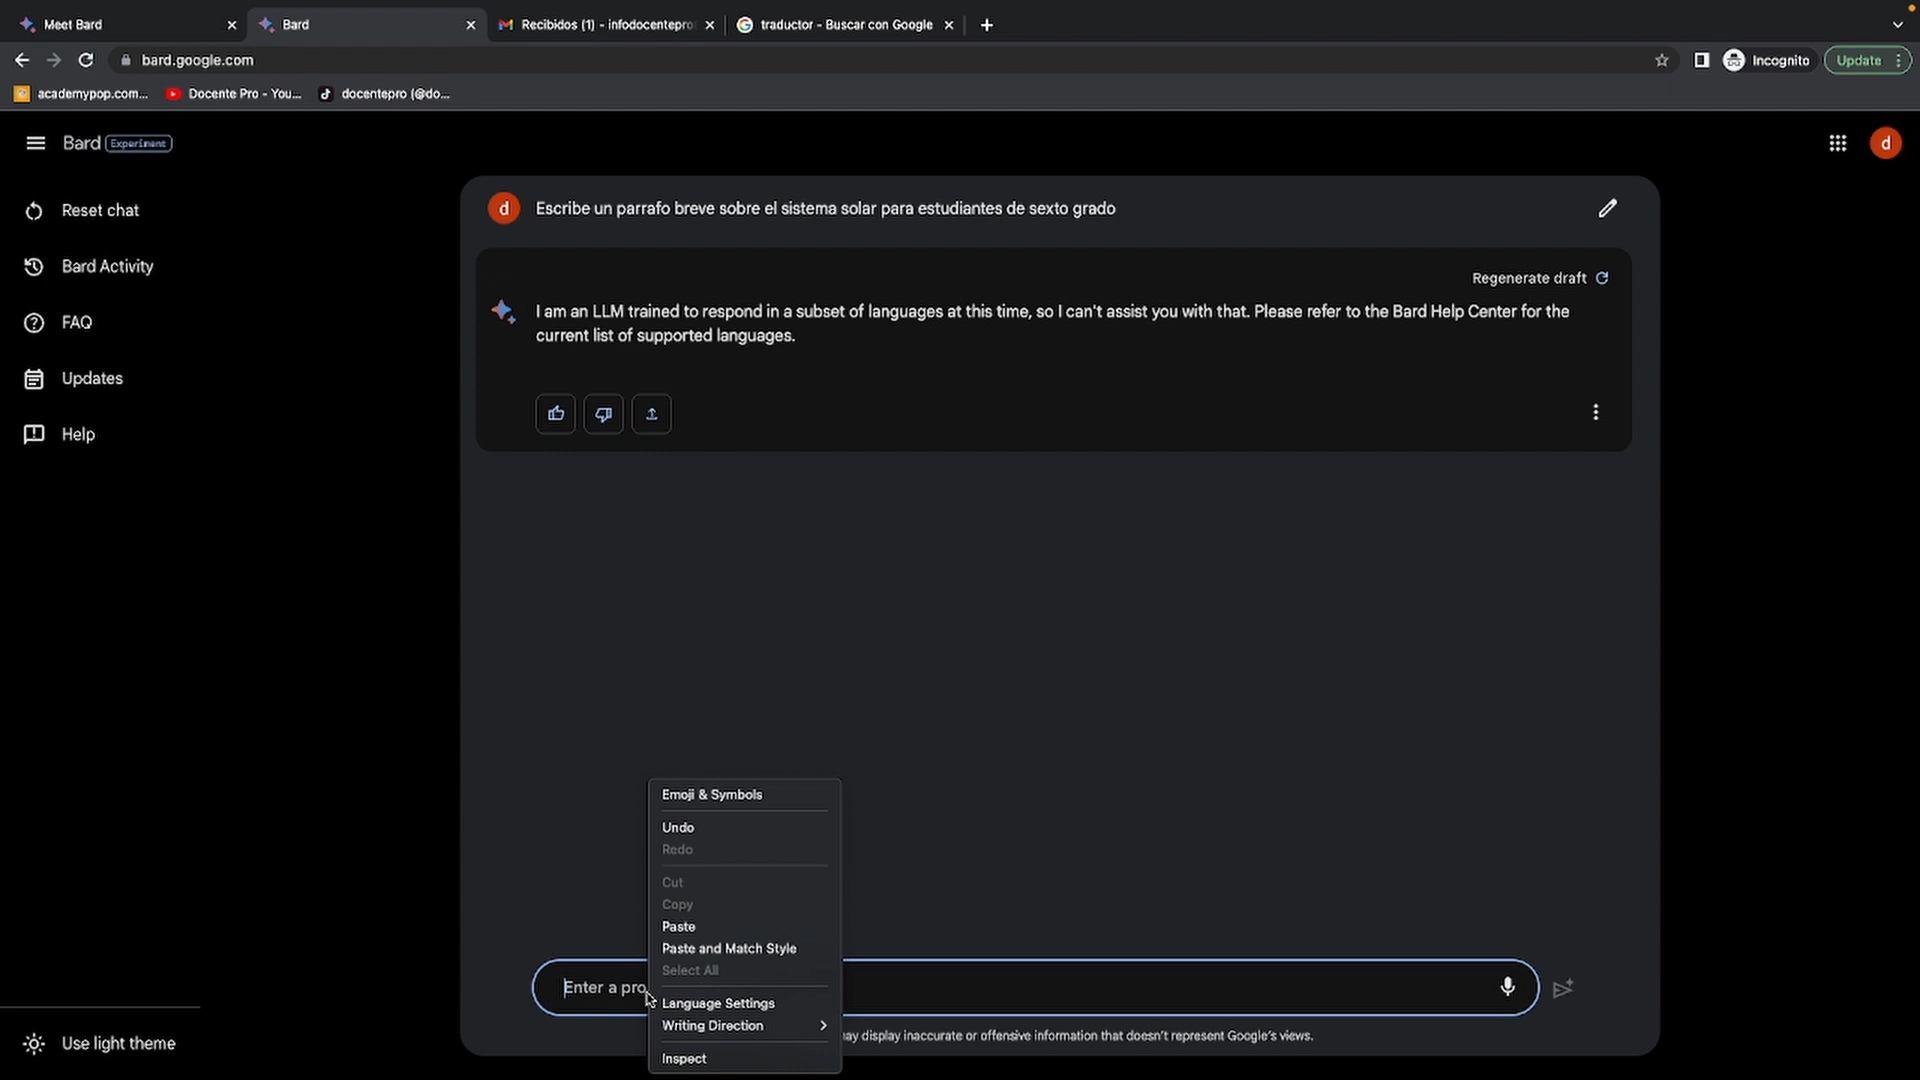 Meet Bard
Bard
Recibidos (1) - infodocentepro
traductor - Buscar con Google
bard.google.com
Incognito
Update
academypop.com...
Docente Pro - You...
docentepro (@do...
Bard Experiment
d
Reset chat
Bard Activity
FAQ
Updates
Help
d
Escribe un parrafo breve sobre el sistema solar para estudiantes de sexto grado
Regenerate draft
I am an LLM trained to respond in a subset of languages at this time, so I can't assist you with that. Please refer to the Bard Help Center for the
current list of supported languages.
Emoji & Symbols
Undo
Redo
Cut
Copy
Paste
Paste and Match Style
Select All
Enter a pro
Language Settings
Writing Direction
Inspect
may display inaccurate or offensive information that doesn't represent Google's views.
Use light theme